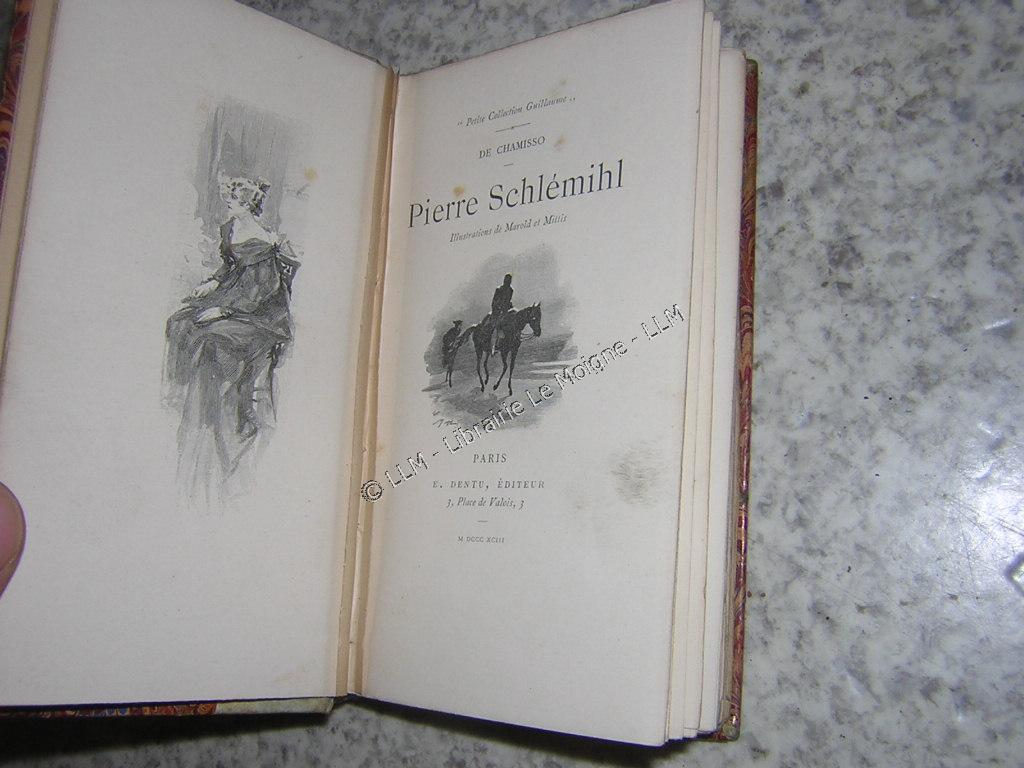 „ Petite Collection Guillaume „
DE CHAMISSO
Pierre Schlémihl
Illustrations de Marold et Mittis
PARIS
E. DENTU, ÉDITEUR
3, Place de Valois, 3
M DCCC XCIII
© LLM - Librairie Le Moigne - LLM